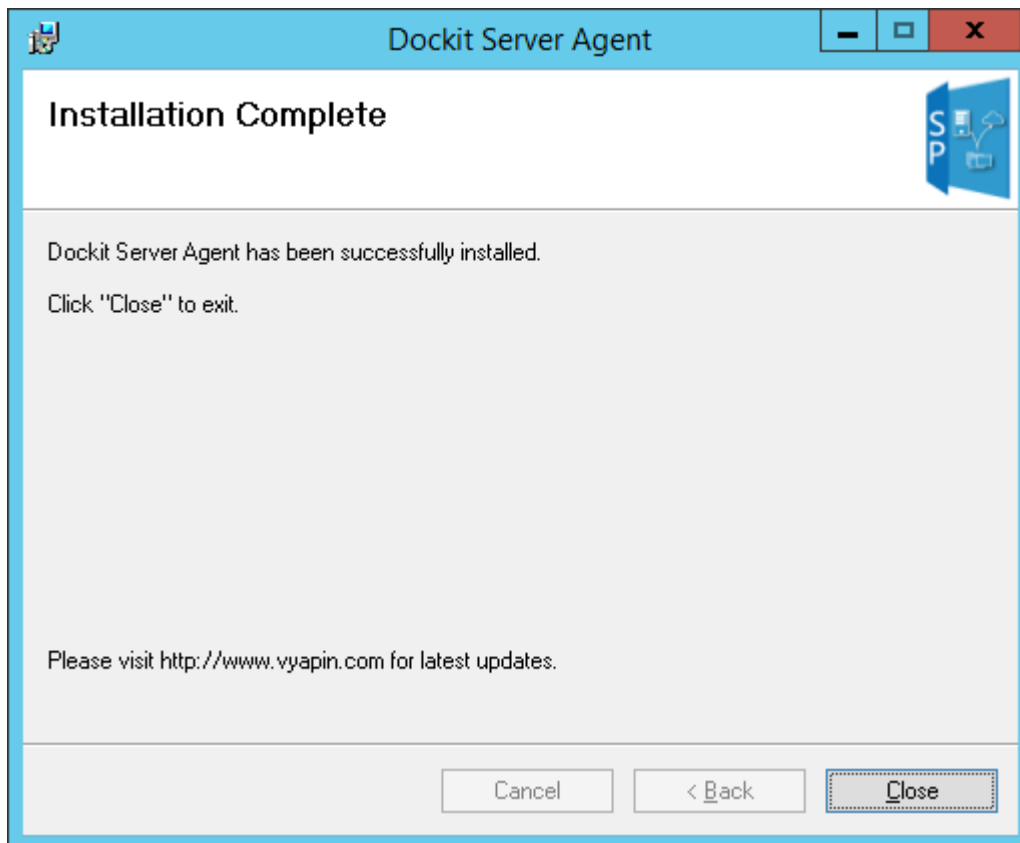 Dockit Server Agent
Installation Complete
S
P
Dockit Server Agent has been successfully installed.
Click "Close" to exit.
Please visit http://www.vyapin.com for latest updates.
Cancel
< Back
Close